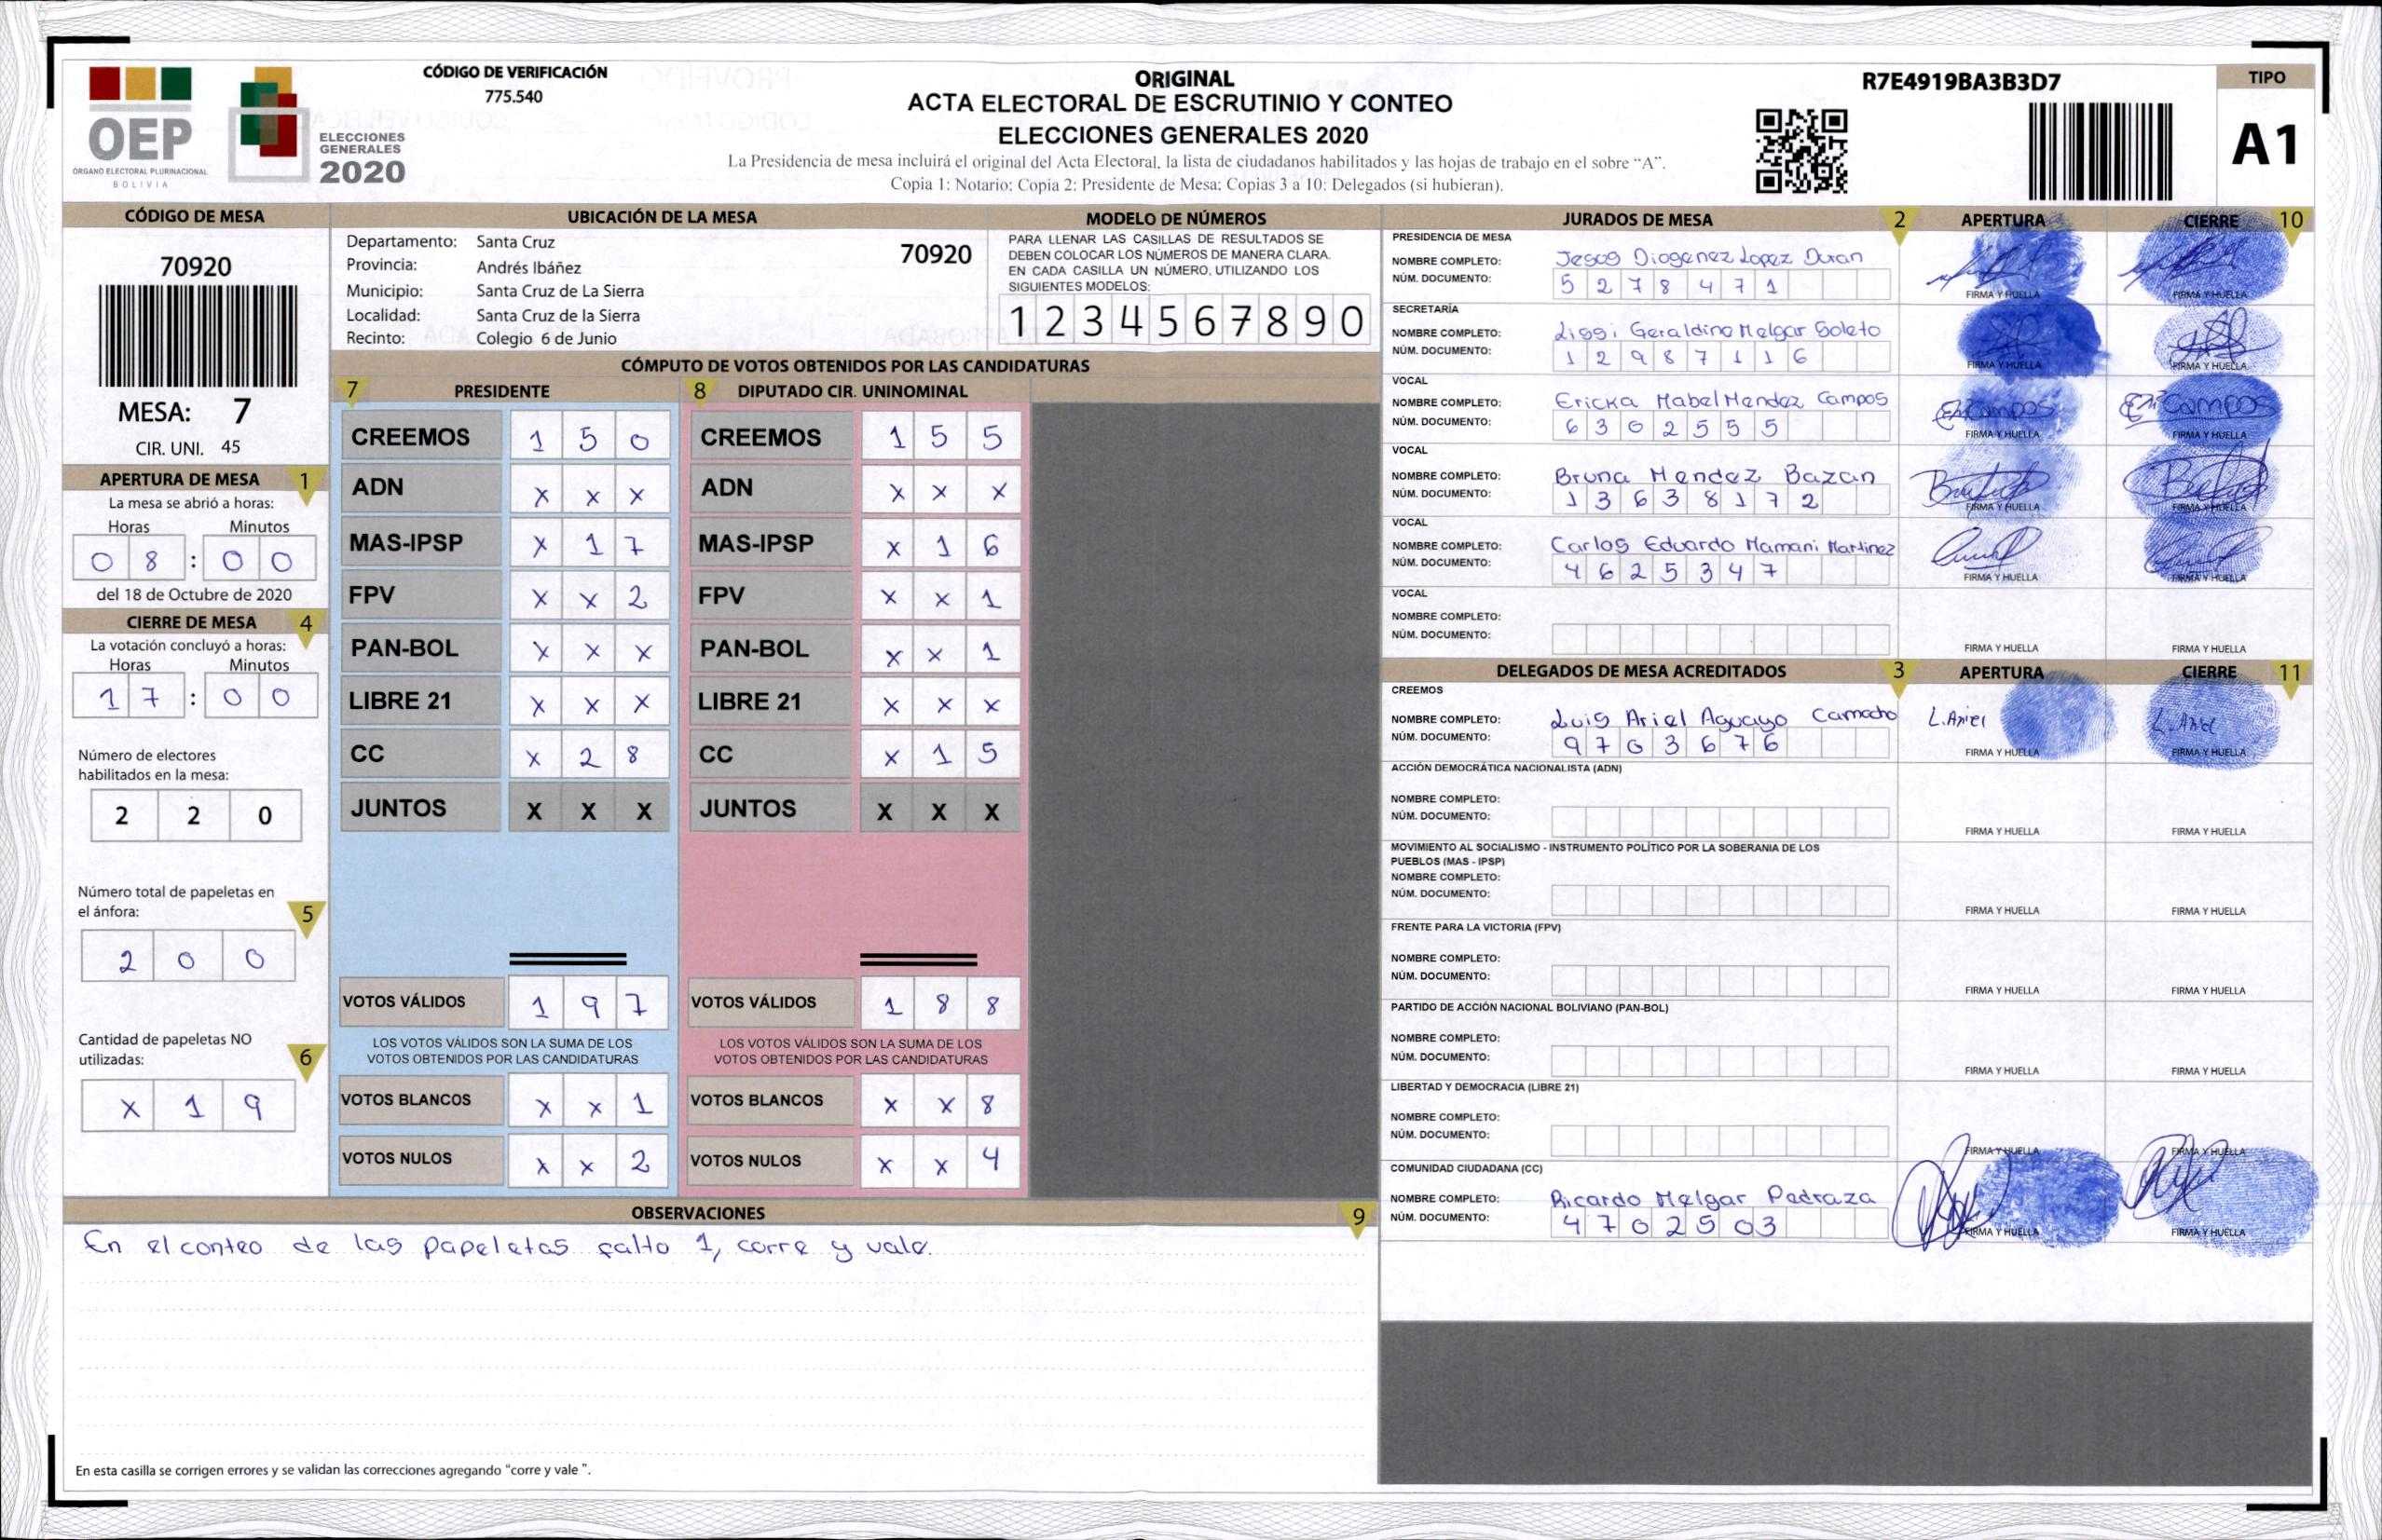 CÓDIGO DE VERIFICACIÓN
775.540
OEP
ÓRGANO ELECTORAL PLURINACIONAL
BOLIVIA
ELECCIONES
GENERALES
2020
ORIGINAL
ACTA ELECTORAL DE ESCRUTINIO Y CONTEO
ELECCIONES GENERALES 2020
La Presidencia de mesa incluirá el original del Acta Electoral, la lista de ciudadanos habilitados y las hojas de trabajo en el sobre “A”.
Copia 1: Notario; Copia 2: Presidente de Mesa; Copias 3 a 10: Delegados (si hubieran).
R7E4919BA3B3D7
TIPO
A1
CÓDIGO DE MESA
70920
MESA: 7
CIR. UNI. 45
APERTURA DE MESA 1
La mesa se abrió a horas:
Horas Minutos
0 8 : 0 0
del 18 de Octubre de 2020
CIERRE DE MESA 4
La votación concluyó a horas:
Horas Minutos
1 7 : 0 0
Número de electores
habilitados en la mesa:
2 2 0
Número total de papeletas en
el ánfora: 5
2 0 0
Cantidad de papeletas NO
utilizadas: 6
X 1 9
UBICACIÓN DE LA MESA
Departamento: Santa Cruz 70920
Provincia: Andrés Ibáñez
Municipio: Santa Cruz de La Sierra
Localidad: Santa Cruz de la Sierra
Recinto: Colegio 6 de Junio
MODELO DE NÚMEROS
PARA LLENAR LAS CASILLAS DE RESULTADOS SE
DEBEN COLOCAR LOS NÚMEROS DE MANERA CLARA.
EN CADA CASILLA UN NÚMERO, UTILIZANDO LOS
SIGUIENTES MODELOS:
1 2 3 4 5 6 7 8 9 0
CÓMPUTO DE VOTOS OBTENIDOS POR LAS CANDIDATURAS
7 PRESIDENTE 8 DIPUTADO CIR. UNINOMINAL
CREEMOS 1 5 0 CREEMOS 1 5 5
ADN X X X ADN X X X
MAS-IPSP X 1 7 MAS-IPSP X 1 6
FPV X X 2 FPV X X 1
PAN-BOL X X X PAN-BOL X X 1
LIBRE 21 X X X LIBRE 21 X X X
CC X 2 8 CC X 1 5
JUNTOS X X X JUNTOS X X X
VOTOS VÁLIDOS 1 9 7 VOTOS VÁLIDOS 1 8 8
LOS VOTOS VÁLIDOS SON LA SUMA DE LOS LOS VOTOS VÁLIDOS SON LA SUMA DE LOS
VOTOS OBTENIDOS POR LAS CANDIDATURAS VOTOS OBTENIDOS POR LAS CANDIDATURAS
VOTOS BLANCOS X X 1 VOTOS BLANCOS X X 8
VOTOS NULOS X X 2 VOTOS NULOS X X 4
OBSERVACIONES 9
En el conteo de las papeletas falto 1, corre y vale.
En esta casilla se corrigen errores y se validan las correcciones agregando “corre y vale ”.
JURADOS DE MESA 2 APERTURA CIERRE 10
PRESIDENCIA DE MESA
NOMBRE COMPLETO: Jesus Diogenez Lopez Duran
NÚM. DOCUMENTO: 5 2 7 8 4 7 1
FIRMA Y HUELLA FIRMA Y HUELLA
SECRETARÍA
NOMBRE COMPLETO: Lissi Geraldine Melgar Soleto
NÚM. DOCUMENTO: 1 2 9 8 7 1 1 6
FIRMA Y HUELLA FIRMA Y HUELLA
VOCAL
NOMBRE COMPLETO: Ericka Mabel Mendez Campos
NÚM. DOCUMENTO: 6 3 0 2 5 5 5
FIRMA Y HUELLA FIRMA Y HUELLA
VOCAL
NOMBRE COMPLETO: Bruna Mendez Bazan
NÚM. DOCUMENTO: 1 3 6 3 8 1 7 2
FIRMA Y HUELLA FIRMA Y HUELLA
VOCAL
NOMBRE COMPLETO: Carlos Eduardo Mamani Martinez
NÚM. DOCUMENTO: 4 6 2 5 3 4 7
FIRMA Y HUELLA FIRMA Y HUELLA
VOCAL
NOMBRE COMPLETO:
NÚM. DOCUMENTO:
FIRMA Y HUELLA FIRMA Y HUELLA
DELEGADOS DE MESA ACREDITADOS 3 APERTURA CIERRE 11
CREEMOS
NOMBRE COMPLETO: Luis Ariel Aguayo Camacho L.Ariel L.Ariel
NÚM. DOCUMENTO: 9 7 0 3 6 7 6
FIRMA Y HUELLA FIRMA Y HUELLA
ACCIÓN DEMOCRÁTICA NACIONALISTA (ADN)
NOMBRE COMPLETO:
NÚM. DOCUMENTO:
FIRMA Y HUELLA FIRMA Y HUELLA
MOVIMIENTO AL SOCIALISMO - INSTRUMENTO POLÍTICO POR LA SOBERANIA DE LOS
PUEBLOS (MAS - IPSP)
NOMBRE COMPLETO:
NÚM. DOCUMENTO:
FIRMA Y HUELLA FIRMA Y HUELLA
FRENTE PARA LA VICTORIA (FPV)
NOMBRE COMPLETO:
NÚM. DOCUMENTO:
FIRMA Y HUELLA FIRMA Y HUELLA
PARTIDO DE ACCIÓN NACIONAL BOLIVIANO (PAN-BOL)
NOMBRE COMPLETO:
NÚM. DOCUMENTO:
FIRMA Y HUELLA FIRMA Y HUELLA
LIBERTAD Y DEMOCRACIA (LIBRE 21)
NOMBRE COMPLETO:
NÚM. DOCUMENTO:
FIRMA Y HUELLA FIRMA Y HUELLA
COMUNIDAD CIUDADANA (CC)
NOMBRE COMPLETO: Ricardo Melgar Pedraza
NÚM. DOCUMENTO: 4 7 0 2 5 0 3
FIRMA Y HUELLA FIRMA Y HUELLA